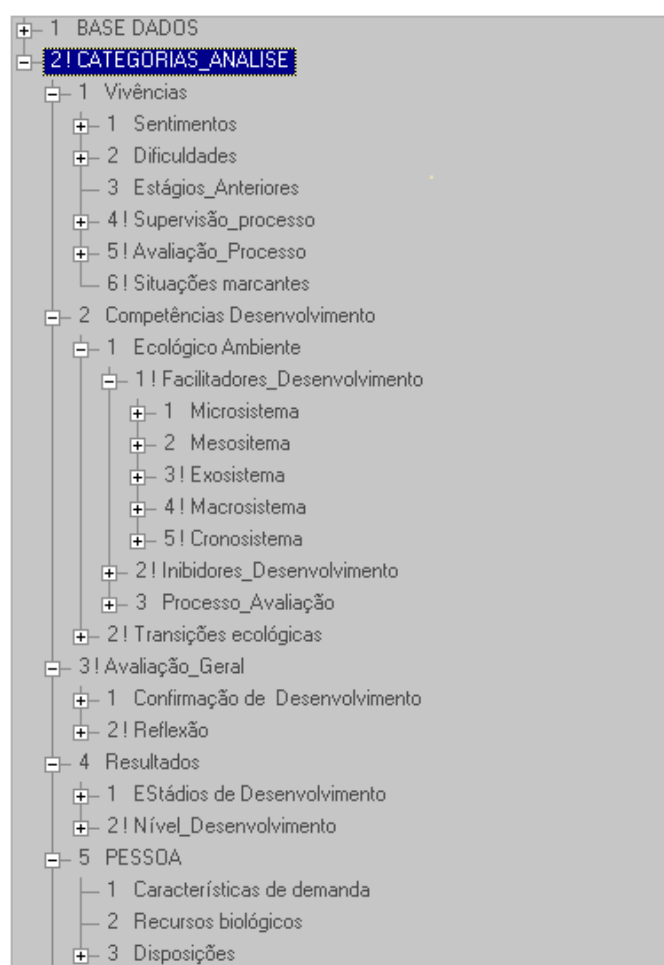 1 BASE DADOS
2 ! CATEGORIAS_ANALISE
1 Vivências
1 Sentimentos
2 Dificuldades
3 Estágios_Anteriores
4 ! Supervisão_processo
5 ! Avaliação_Processo
6 ! Situações marcantes
2 Competências Desenvolvimento
1 Ecológico Ambiente
1 ! Facilitadores_Desenvolvimento
1 Microsistema
2 Mesositema
3 ! Exosistema
4 ! Macrosistema
5 ! Cronosistema
2 ! Inibidores_Desenvolvimento
3 Processo_Avaliação
2 ! Transições ecológicas
3 ! Avaliação_Geral
1 Confirmação de Desenvolvimento
2 ! Reflexão
4 Resultados
1 EStádios de Desenvolvimento
2 ! Nível_Desenvolvimento
5 PESSOA
1 Características de demanda
2 Recursos biológicos
3 Disposições